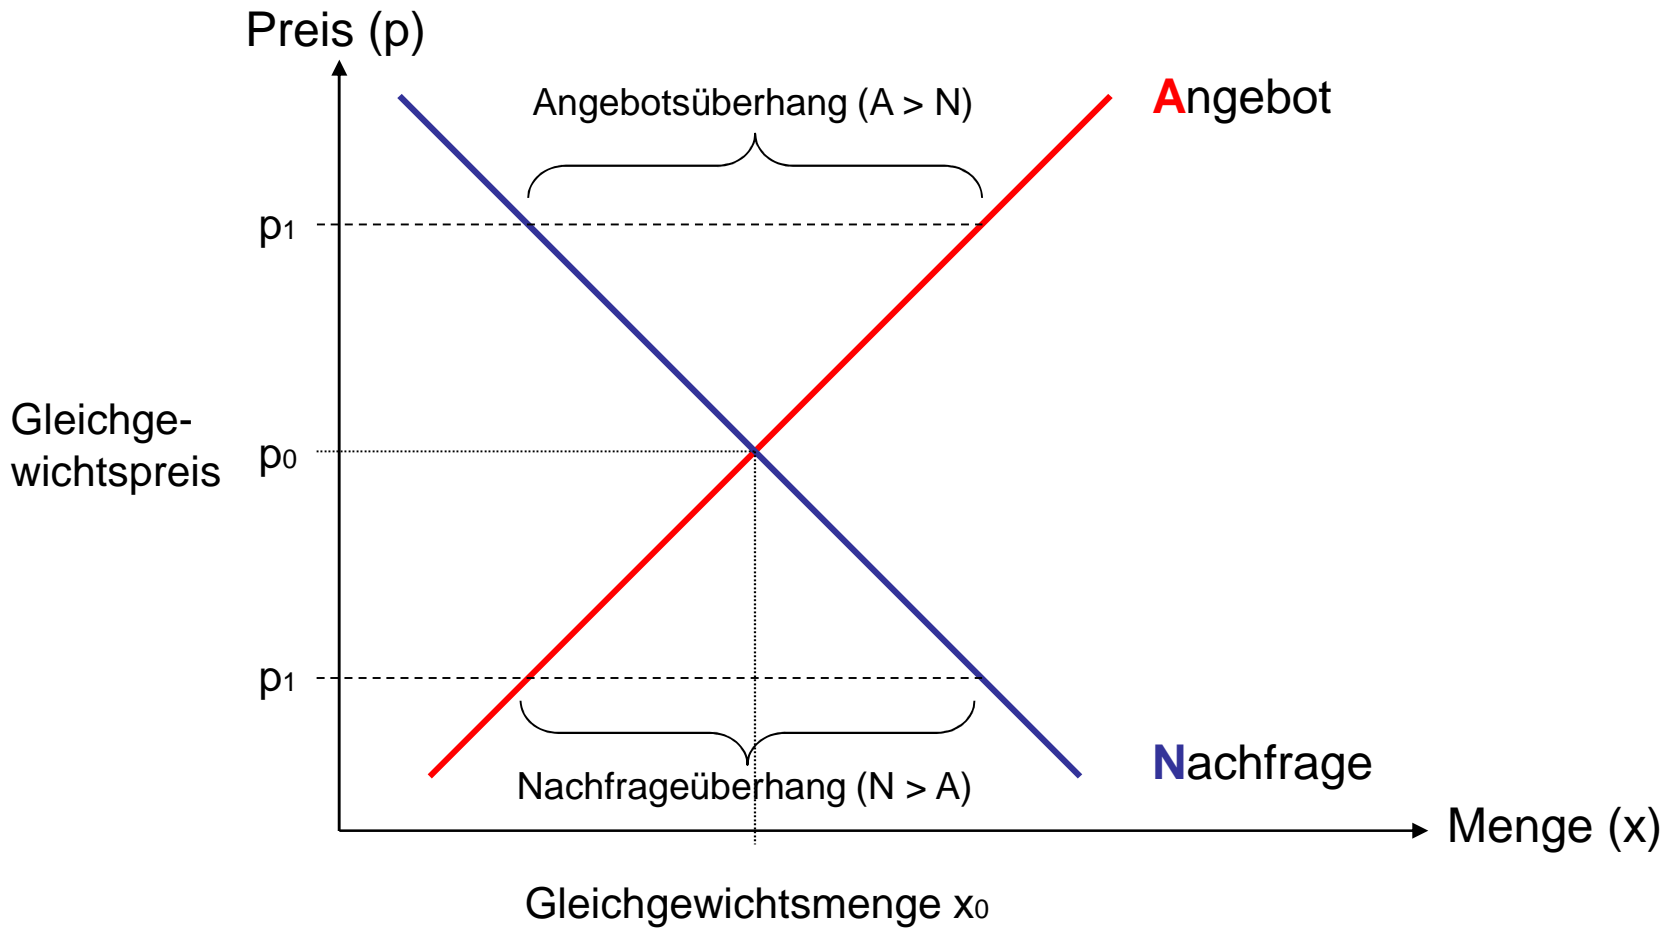 Preis (p)
Angebotsüberhang (A > N)
Angebot
p1
Gleichge-
wichtspreis
p0
p1
Nachfrageüberhang (N > A)
Nachfrage
Menge (x)
Gleichgewichtsmenge x0